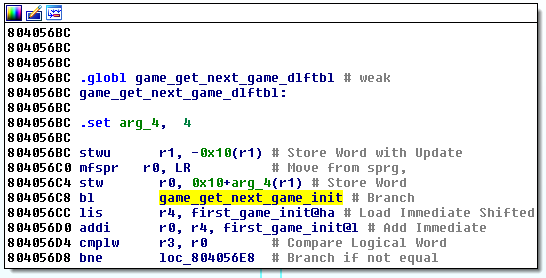 804056BC
804056BC
804056BC
804056BC .globl game_get_next_game_dlftbl # weak
804056BC game_get_next_game_dlftbl:
804056BC
804056BC .set arg_4, 4
804056BC
804056BC stwu r1, -0x10(r1) # Store Word with Update
804056C0 mfspr r0, LR # Move from sprg,
804056C4 stw r0, 0x10+arg_4(r1) # Store Word
804056C8 bl game_get_next_game_init # Branch
804056CC lis r4, first_game_init@ha # Load Immediate Shifted
804056D0 addi r0, r4, first_game_init@l # Add Immediate
804056D4 cmplw r3, r0 # Compare Logical Word
804056D8 bne loc_804056E8 # Branch if not equal